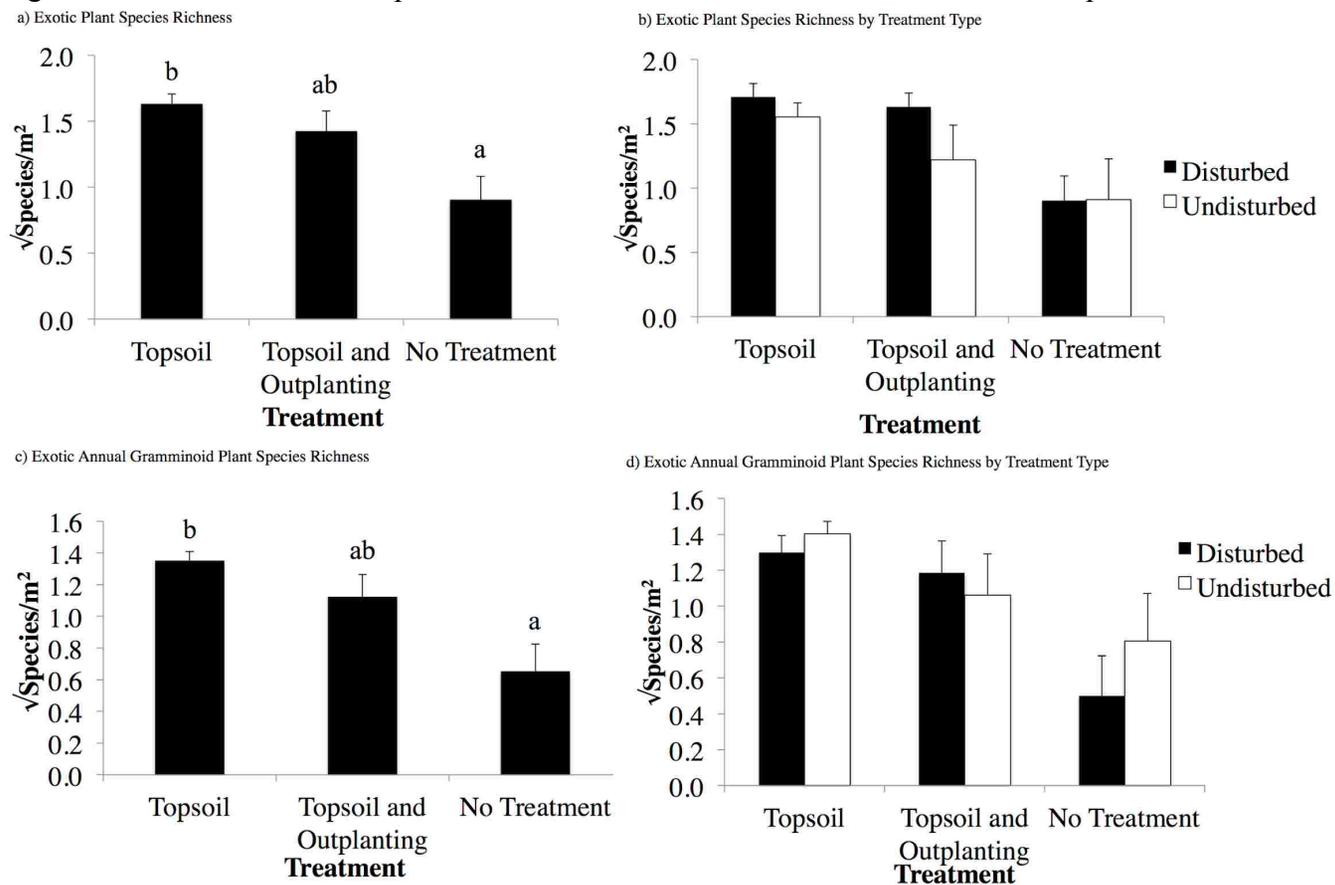 a) Exotic Plant Species Richness
2.0
1.5
1.0
0.5
0.0
√Species/m²
b
ab
a
Topsoil
Topsoil and
Outplanting
No Treatment
Treatment
b) Exotic Plant Species Richness by Treatment Type
2.0
1.5
1.0
0.5
0.0
√Species/m²
Disturbed
Undisturbed
Topsoil
Topsoil and
Outplanting
No Treatment
Treatment
c) Exotic Annual Gramminoid Plant Species Richness
1.6
1.4
1.2
1.0
0.8
0.6
0.4
0.2
0.0
√Species/m²
b
ab
a
Topsoil
Topsoil and
Outplanting
No Treatment
Treatment
d) Exotic Annual Gramminoid Plant Species Richness by Treatment Type
1.6
1.4
1.2
1.0
0.8
0.6
0.4
0.2
0.0
√Species/m²
Disturbed
Undisturbed
Topsoil
Topsoil and
Outplanting
No Treatment
Treatment